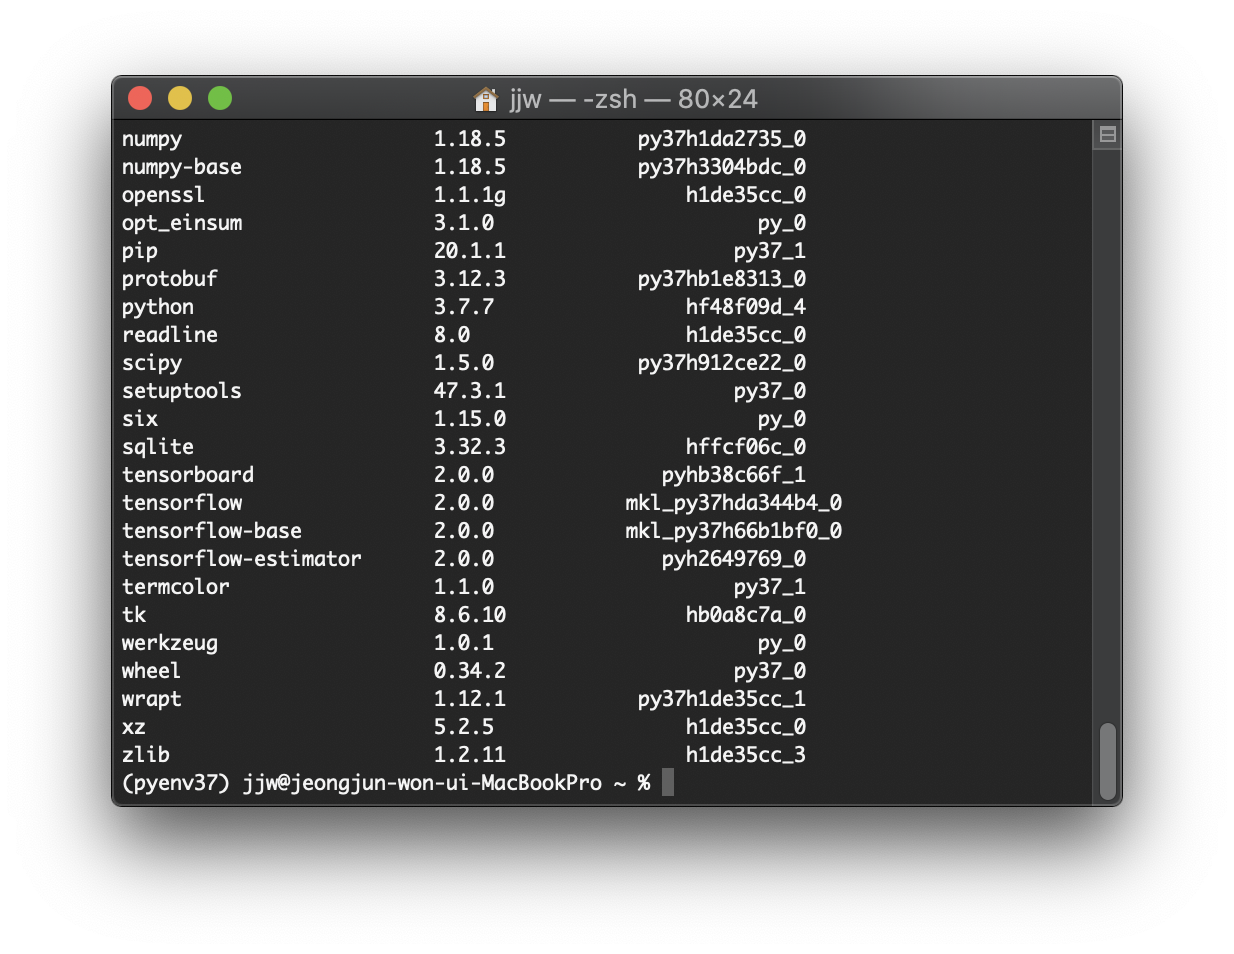 jjw — -zsh — 80×24
numpy 1.18.5 py37h1da2735_0
numpy-base 1.18.5 py37h3304bdc_0
openssl 1.1.1g h1de35cc_0
opt_einsum 3.1.0 py_0
pip 20.1.1 py37_1
protobuf 3.12.3 py37hb1e8313_0
python 3.7.7 hf48f09d_4
readline 8.0 h1de35cc_0
scipy 1.5.0 py37h912ce22_0
setuptools 47.3.1 py37_0
six 1.15.0 py_0
sqlite 3.32.3 hffcf06c_0
tensorboard 2.0.0 pyhb38c66f_1
tensorflow 2.0.0 mkl_py37hda344b4_0
tensorflow-base 2.0.0 mkl_py37h66b1bf0_0
tensorflow-estimator 2.0.0 pyh2649769_0
termcolor 1.1.0 py37_1
tk 8.6.10 hb0a8c7a_0
werkzeug 1.0.1 py_0
wheel 0.34.2 py37_0
wrapt 1.12.1 py37h1de35cc_1
xz 5.2.5 h1de35cc_0
zlib 1.2.11 h1de35cc_3
(pyenv37) jjw@jeongjun-won-ui-MacBookPro ~ %